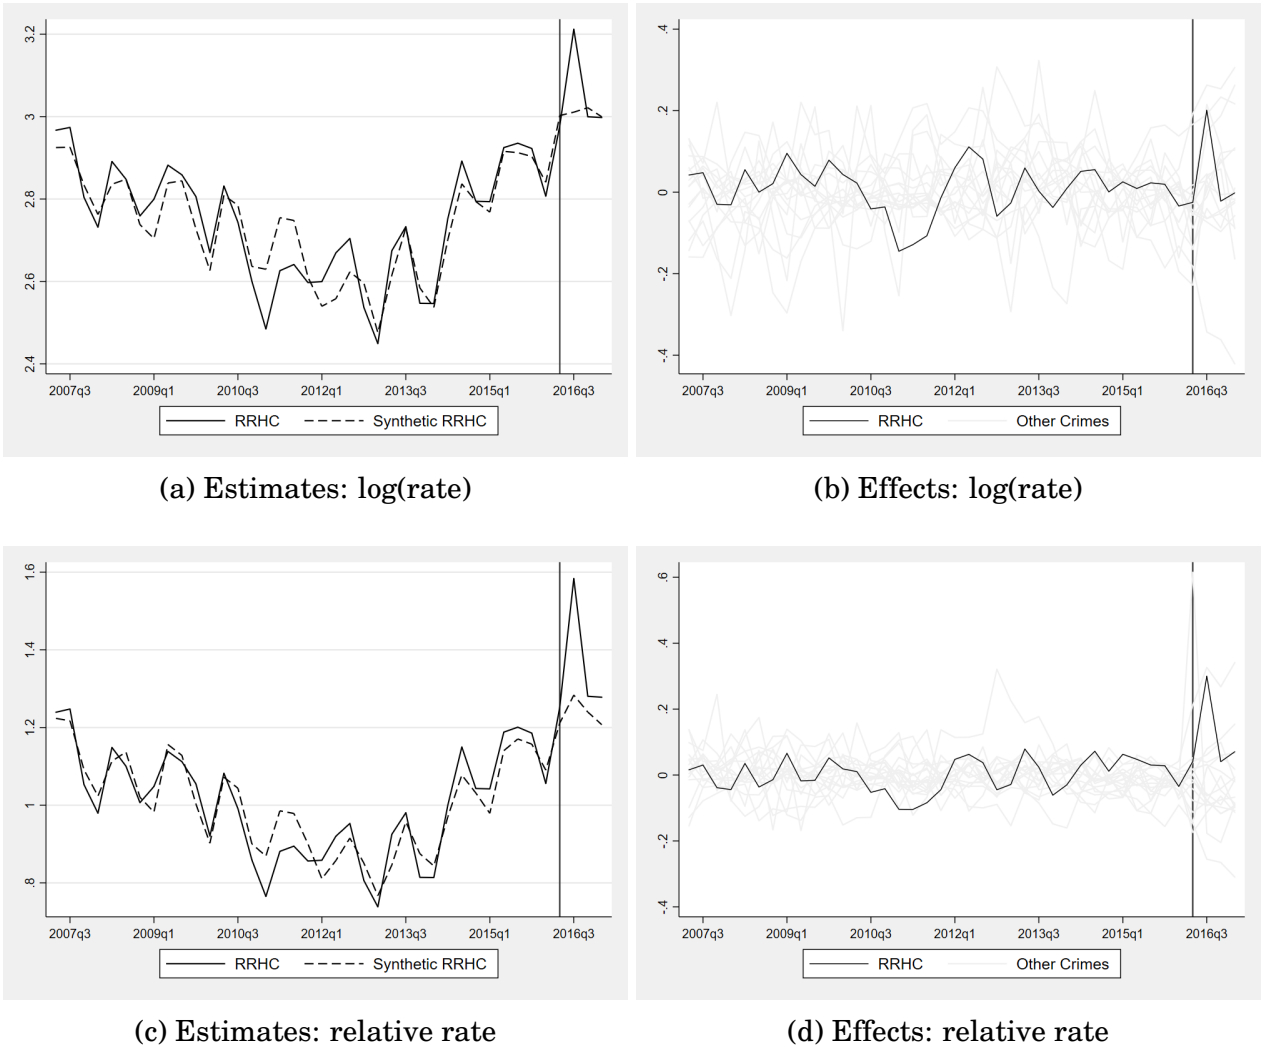 3.2
3
2.8
2.6
2.4
2007q3 2009q1 2010q3 2012q1 2013q3 2015q1 2016q3
RRHC Synthetic RRHC
(a) Estimates: log(rate)
.4
.2
0
-.2
-.4
2007q3 2009q1 2010q3 2012q1 2013q3 2015q1 2016q3
RRHC Other Crimes
(b) Effects: log(rate)
1.6
1.4
1.2
1
.8
2007q3 2009q1 2010q3 2012q1 2013q3 2015q1 2016q3
RRHC Synthetic RRHC
(c) Estimates: relative rate
.6
.4
.2
0
-.2
-.4
2007q3 2009q1 2010q3 2012q1 2013q3 2015q1 2016q3
RRHC Other Crimes
(d) Effects: relative rate